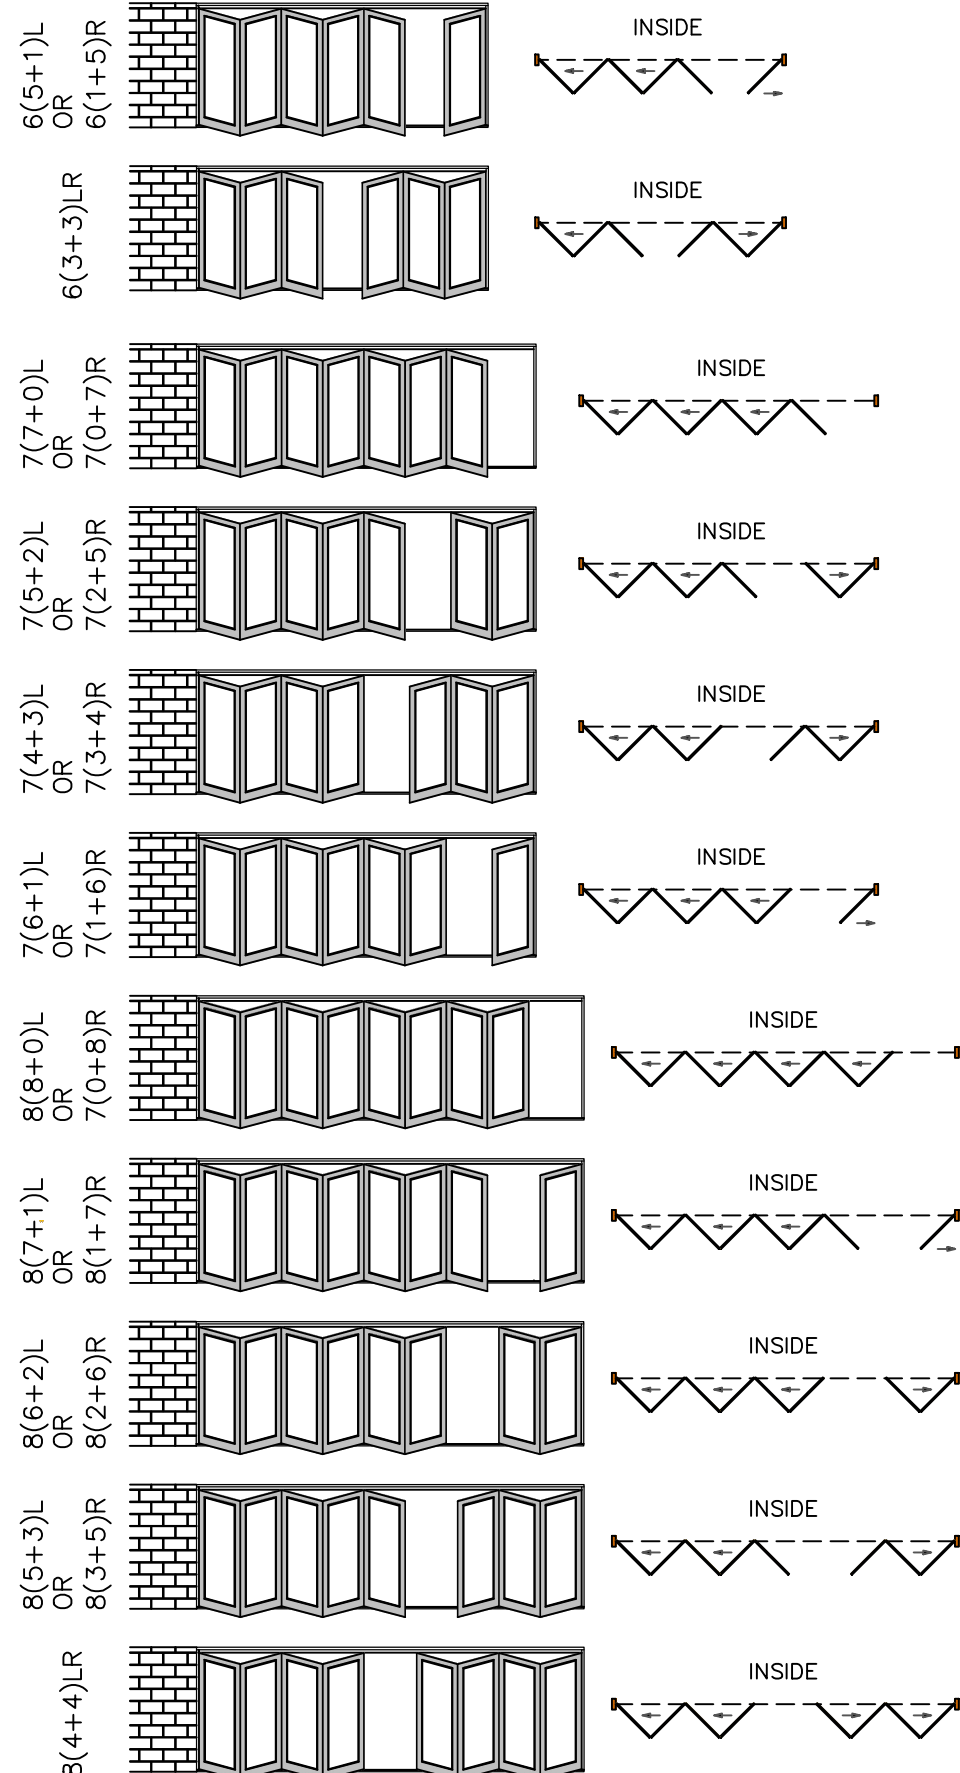 6(5+1)L
OR
6(1+5)R
INSIDE
6(3+3)LR
INSIDE
7(7+0)L
OR
7(0+7)R
INSIDE
7(5+2)L
OR
7(2+5)R
INSIDE
7(4+3)L
OR
7(3+4)R
INSIDE
7(6+1)L
OR
7(1+6)R
INSIDE
8(8+0)L
OR
7(0+8)R
INSIDE
8(7+1)L
OR
8(1+7)R
INSIDE
8(6+2)L
OR
8(2+6)R
INSIDE
8(5+3)L
OR
8(3+5)R
INSIDE
8(4+4)LR
INSIDE